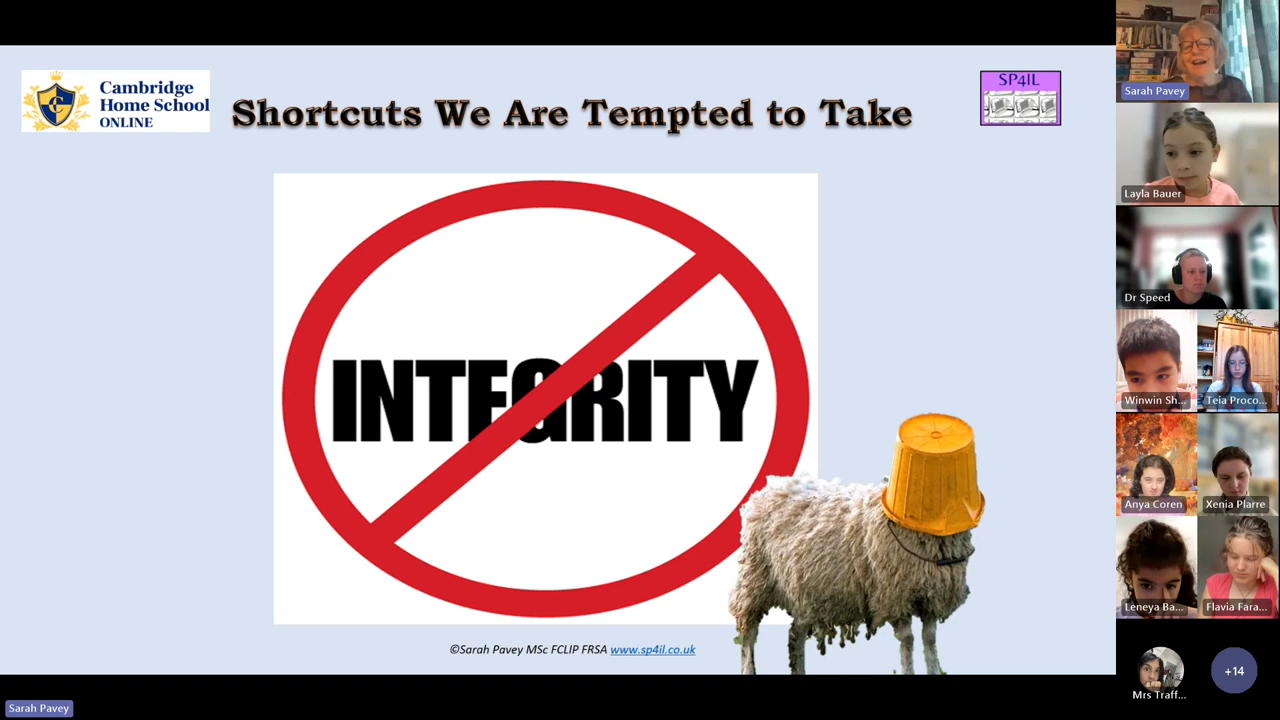 Cambridge
Home School
ONLINE
Shortcuts We Are Tempted to Take
SP4IL
INTEGRITY
©Sarah Pavey MSc FCLIP FRSA www.sp4il.co.uk
Sarah Pavey
Sarah Pavey
Layla Bauer
Dr Speed
Winwin Sh...
Teia Proco...
Anya Coren
Xenia Plarre
Leneya Ba...
Flavia Fara...
Mrs Traff...
+14